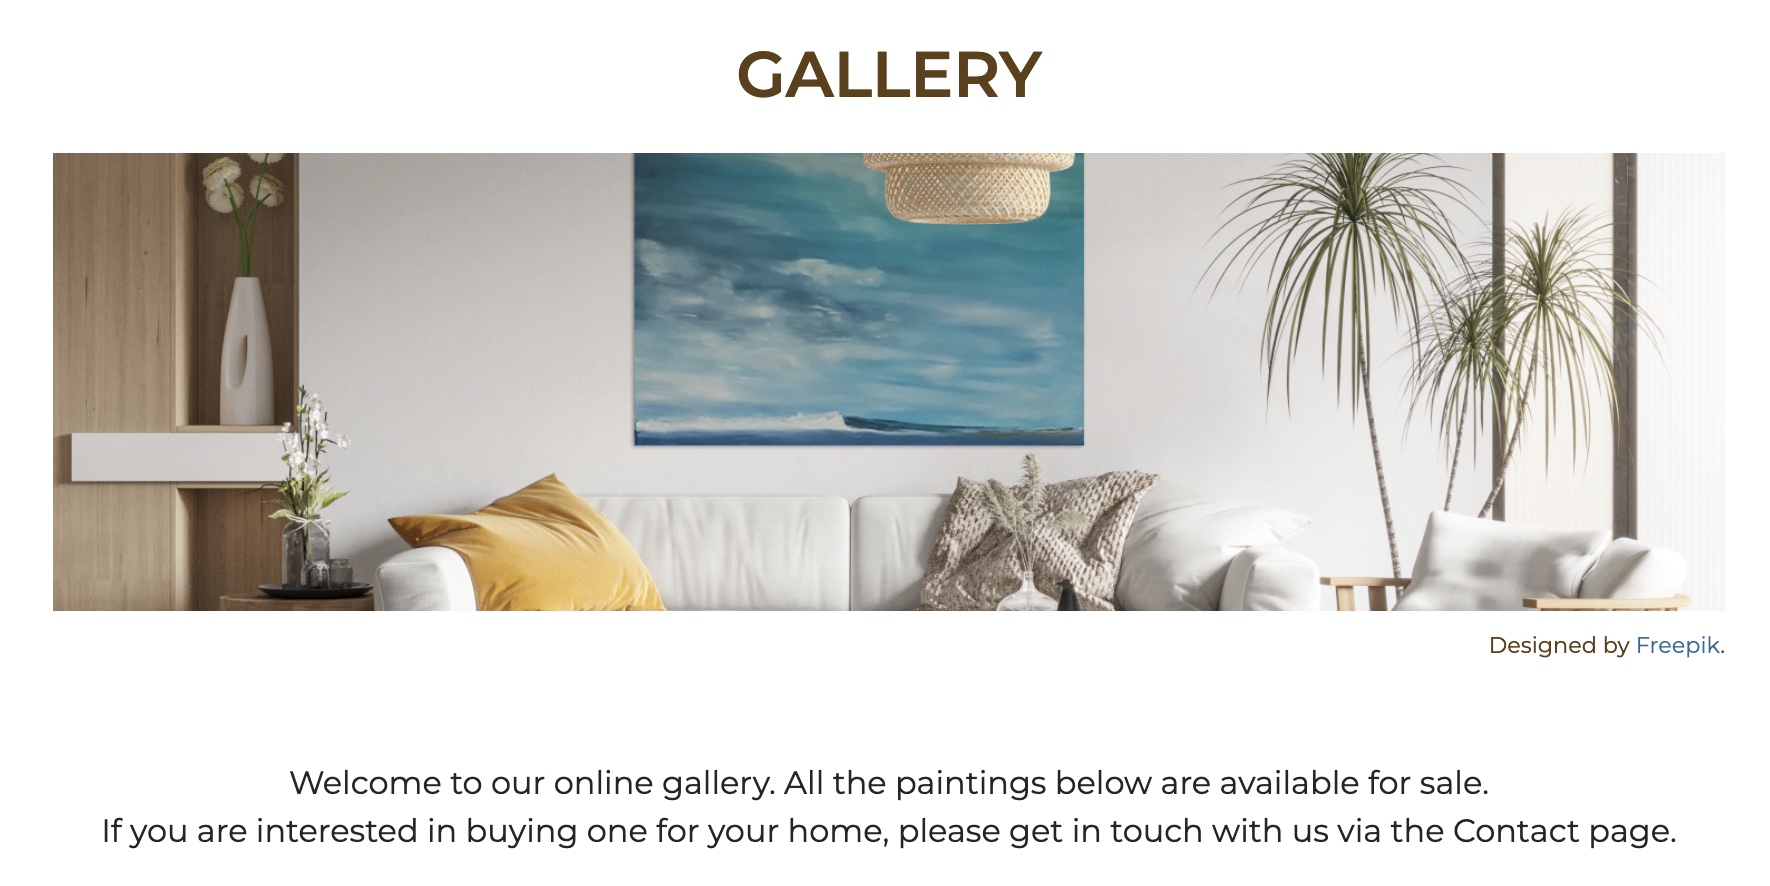 GALLERY
Designed by Freepik.
Welcome to our online gallery. All the paintings below are available for sale.
If you are interested in buying one for your home, please get in touch with us via the Contact page.